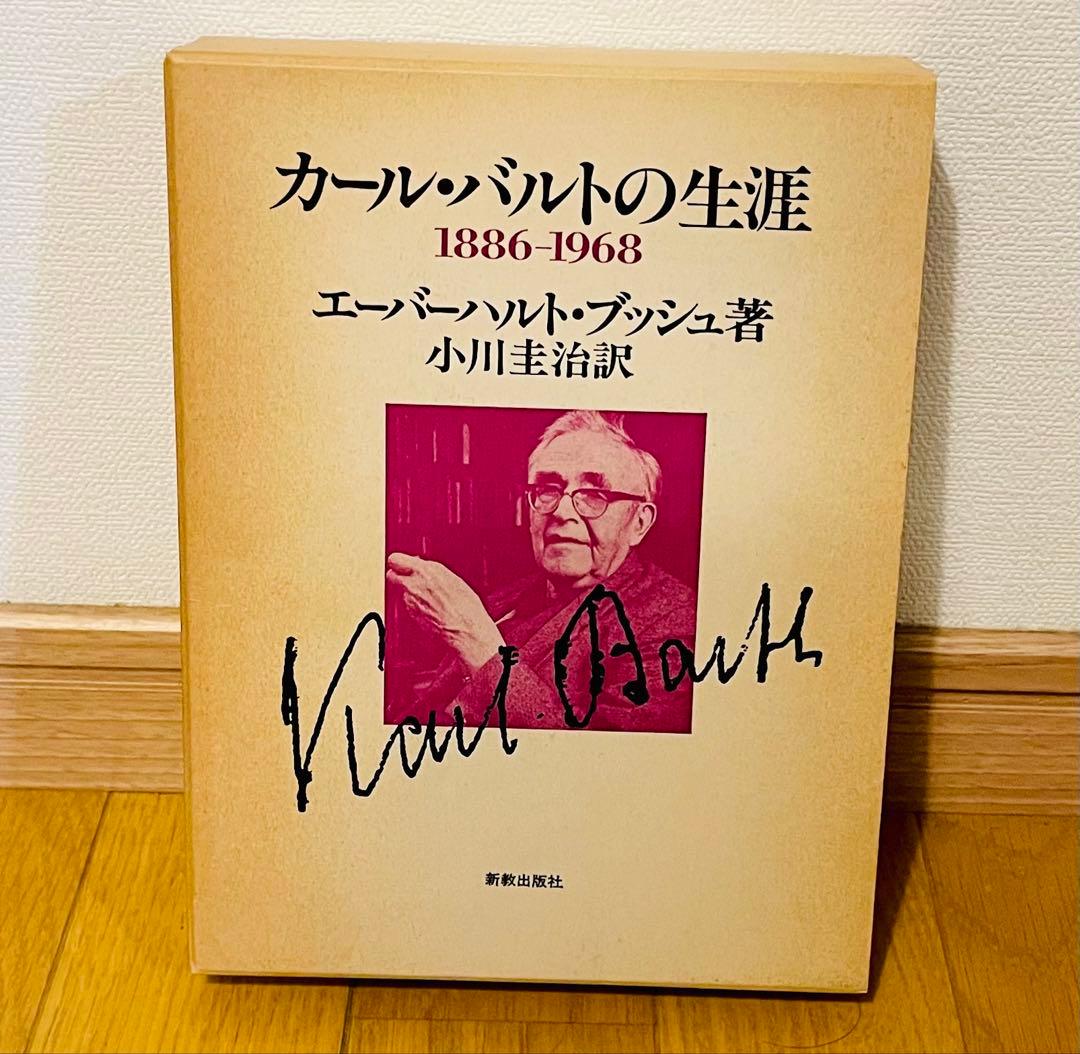 カール・バルトの生涯
1886-1968
エーバーハルト・ブッシュ著
小川圭治訳
Karl Barth
新教出版社